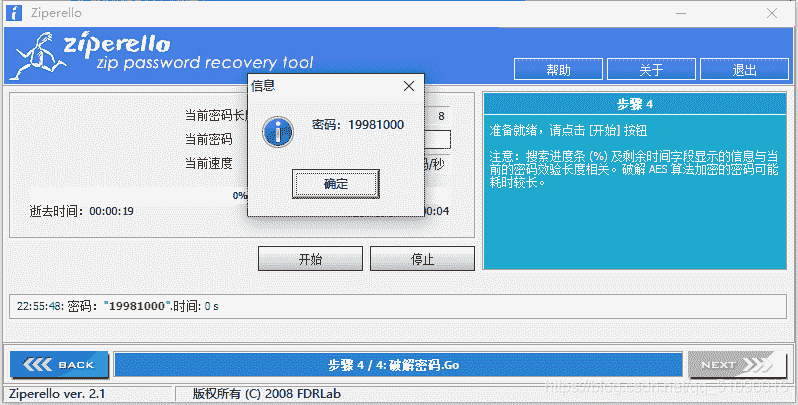 Ziperello
ziperello
zip password recovery tool
帮助 关于 退出
信息
密码：19981000
确定
当前密码长 8
当前密码
当前速度 码/秒
0%
逝去时间：00:00:19 00:04
开始 停止
步骤 4
准备就绪，请点击 [开始] 按钮
注意：搜索进度条 (%) 及剩余时间字段显示的信息与当
前的密码效验长度相关。破解 AES 算法加密的密码可能
耗时较长。
22:55:48: 密码："19981000".时间: 0 s
BACK
步骤 4 / 4: 破解密码.Go
NEXT
Ziperello ver. 2.1 版权所有 (C) 2008 FDRLab